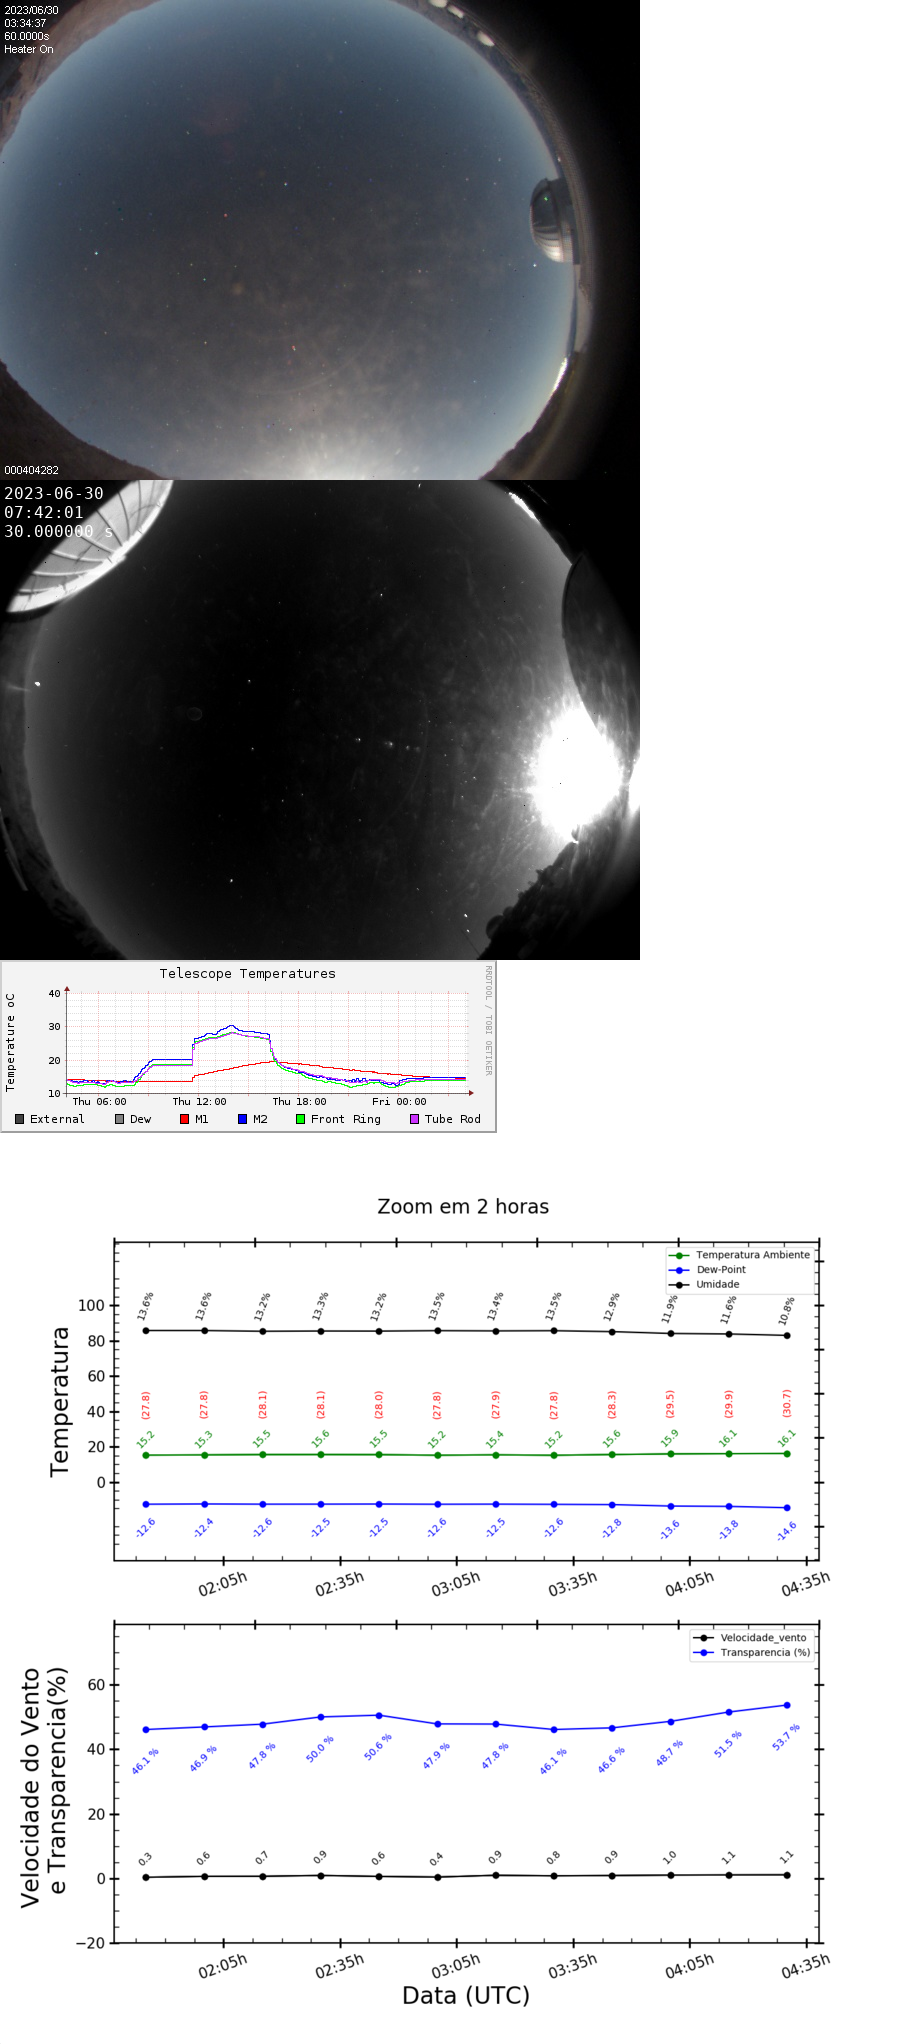 2023/06/30
03:34:37
60.0000s
Heater On
000404282
2023-06-30
07:42:01
30.000000 s
Telescope Temperatures
RRDTOOL / TOBI OETIKER
Temperature oC
40
30
20
10
Thu 06:00 Thu 12:00 Thu 18:00 Fri 00:00
External Dew M1 M2 Front Ring Tube Rod
Zoom em 2 horas
Temperatura Ambiente
Dew-Point
Umidade
Temperatura
100
80
60
40
20
0
13.6% 13.6% 13.2% 13.3% 13.2% 13.5% 13.4% 13.5% 12.9% 11.9% 11.6% 10.8%
(27.8) (27.8) (28.1) (28.1) (28.0) (27.8) (27.9) (27.8) (28.3) (29.5) (29.9) (30.7)
15.2 15.3 15.5 15.6 15.5 15.2 15.4 15.2 15.6 15.9 16.1 16.1
-12.6 -12.4 -12.6 -12.5 -12.5 -12.6 -12.5 -12.6 -12.8 -13.6 -13.8 -14.6
02:05h 02:35h 03:05h 03:35h 04:05h 04:35h
Velocidade_vento
Transparencia (%)
Velocidade do Vento
e Transparencia(%)
60
40
20
0
−20
46.1 % 46.9 % 47.8 % 50.0 % 50.6 % 47.9 % 47.8 % 46.1 % 46.6 % 48.7 % 51.5 % 53.7 %
0.3 0.6 0.7 0.9 0.6 0.4 0.9 0.8 0.9 1.0 1.1 1.1
02:05h 02:35h 03:05h 03:35h 04:05h 04:35h
Data (UTC)